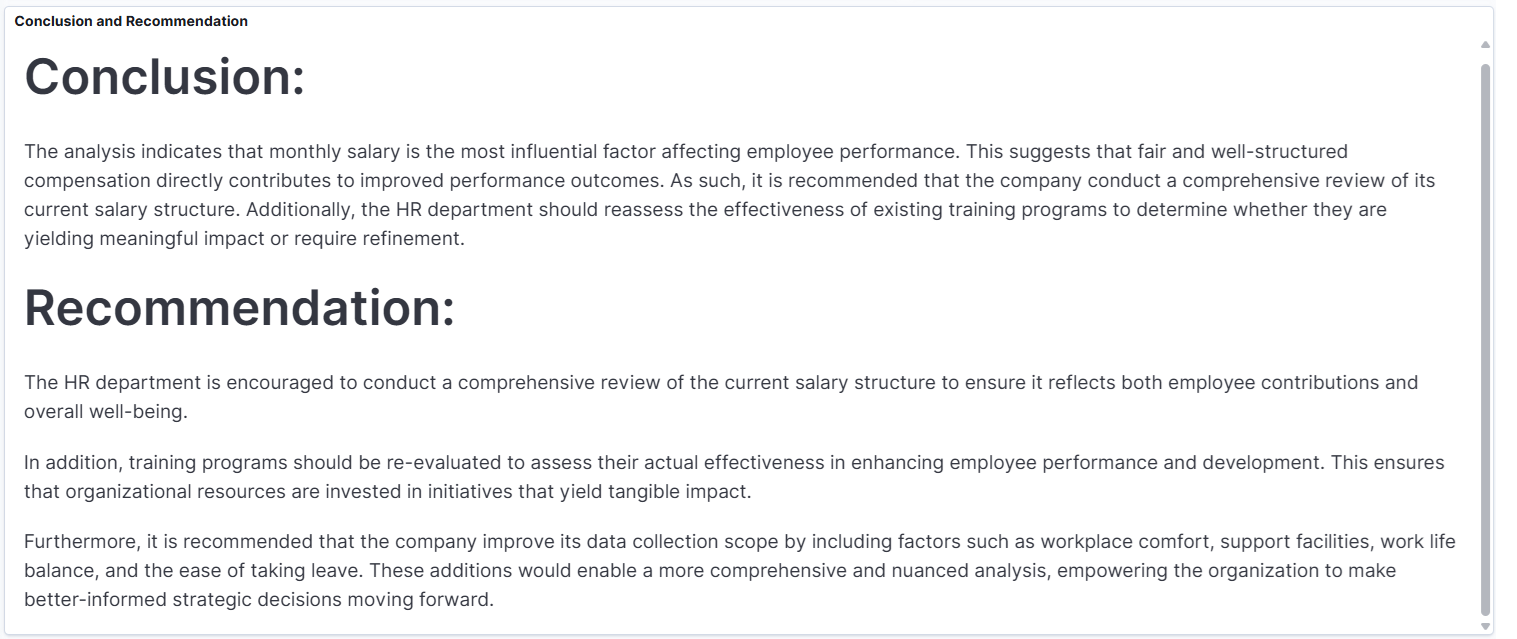 Conclusion and Recommendation
Conclusion:
The analysis indicates that monthly salary is the most influential factor affecting employee performance. This suggests that fair and well-structured
compensation directly contributes to improved performance outcomes. As such, it is recommended that the company conduct a comprehensive review of its
current salary structure. Additionally, the HR department should reassess the effectiveness of existing training programs to determine whether they are
yielding meaningful impact or require refinement.
Recommendation:
The HR department is encouraged to conduct a comprehensive review of the current salary structure to ensure it reflects both employee contributions and
overall well-being.
In addition, training programs should be re-evaluated to assess their actual effectiveness in enhancing employee performance and development. This ensures
that organizational resources are invested in initiatives that yield tangible impact.
Furthermore, it is recommended that the company improve its data collection scope by including factors such as workplace comfort, support facilities, work life
balance, and the ease of taking leave. These additions would enable a more comprehensive and nuanced analysis, empowering the organization to make
better-informed strategic decisions moving forward.